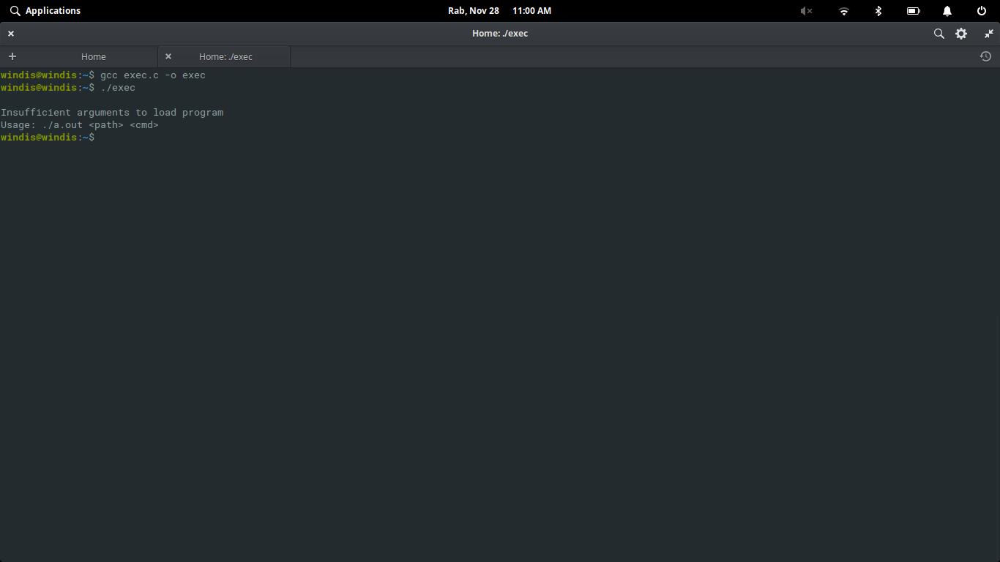 Applications Rab, Nov 28 11:00 AM
Home: ./exec
Home Home: ./exec
windis@windis:~$ gcc exec.c -o exec
windis@windis:~$ ./exec
Insufficient arguments to load program
Usage: ./a.out <path> <cmd>
windis@windis:~$